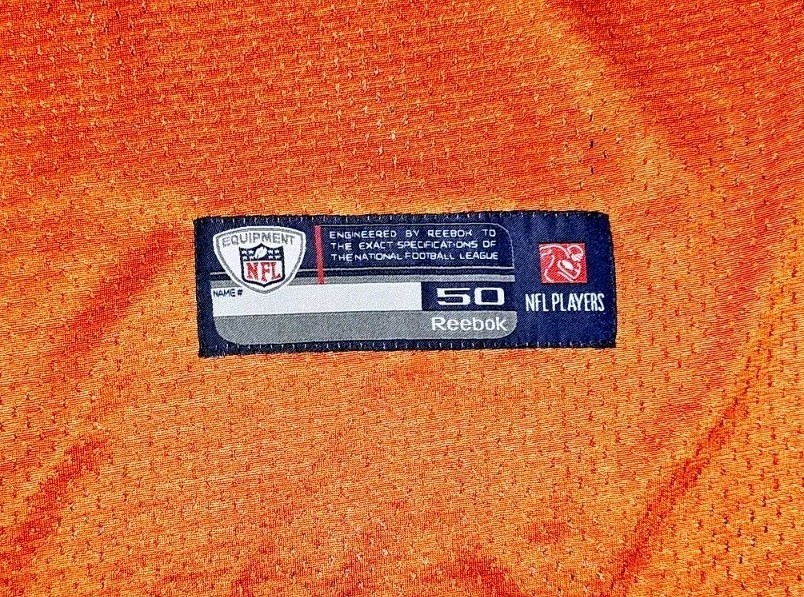 EQUIPMENT
NFL
ENGINEERED BY REEBOK TO
THE EXACT SPECIFICATIONS OF
THE NATIONAL FOOTBALL LEAGUE
NAME #
50
Reebok
NFL PLAYERS